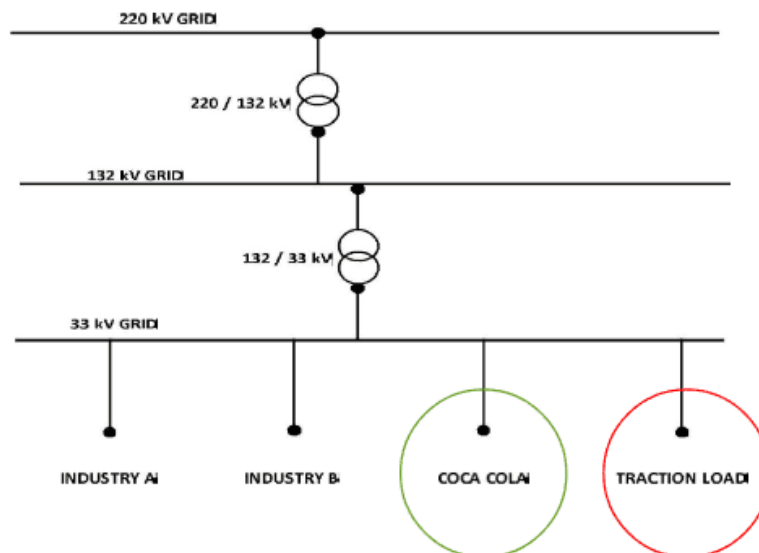 220 kV GRID
220 / 132 kV
132 kV GRID
132 / 33 kV
33 kV GRID
INDUSTRY A
INDUSTRY B
COCA COLA
TRACTION LOAD